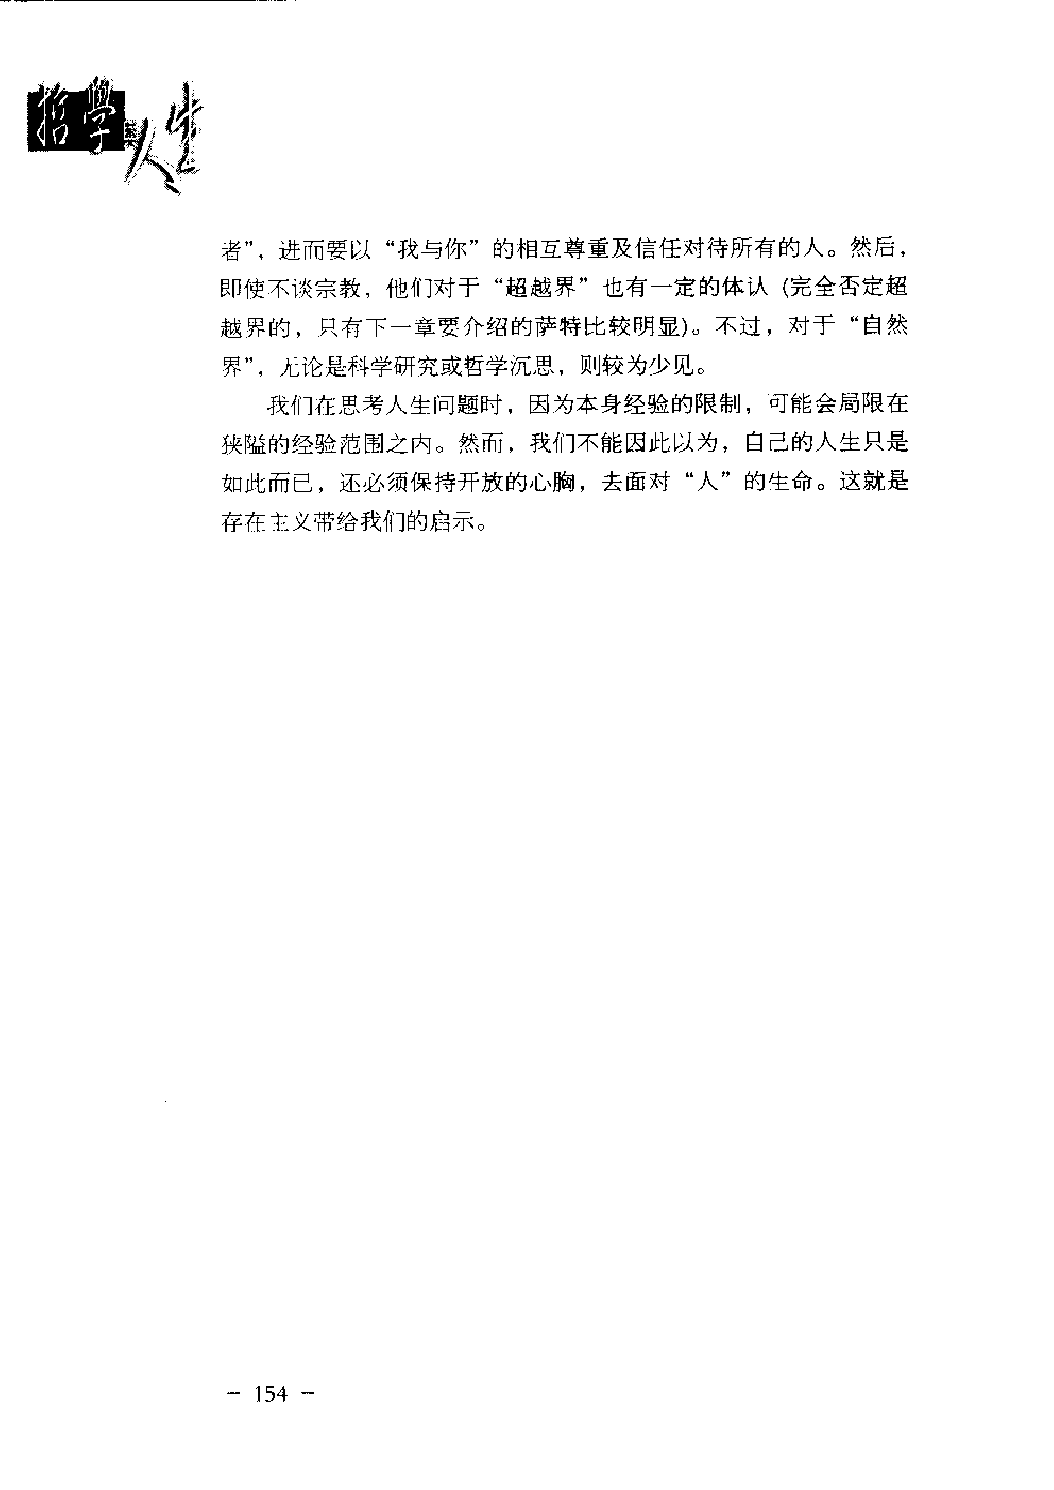 哲學與人生
者”，进而要以“我与你”的相互尊重及信任对待所有的人。然后，
即使不谈宗教，他们对于“超越界”也有一定的体认 (完全否定超
越界的，只有下一章要介绍的萨特比较明显)。不过，对于“自然
界”，无论是科学研究或哲学沉思，则较为少见。
我们在思考人生问题时，因为本身经验的限制，可能会局限在
狭隘的经验范围之内。然而，我们不能因此以为，自己的人生只是
如此而已，还必须保持开放的心胸，去面对“人”的生命。这就是
存在主义带给我们的启示。
- 154 -